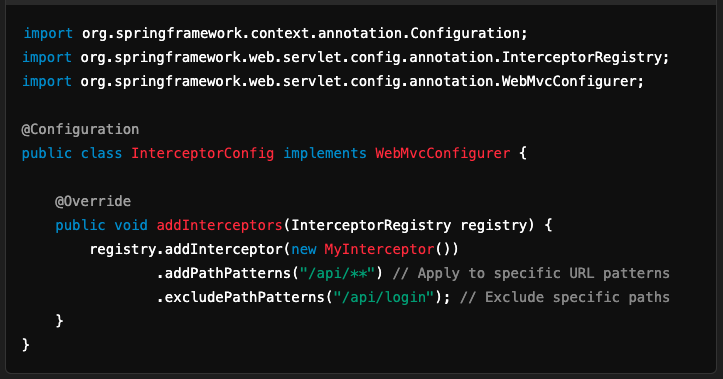 import org.springframework.context.annotation.Configuration;
import org.springframework.web.servlet.config.annotation.InterceptorRegistry;
import org.springframework.web.servlet.config.annotation.WebMvcConfigurer;

@Configuration
public class InterceptorConfig implements WebMvcConfigurer {

    @Override
    public void addInterceptors(InterceptorRegistry registry) {
        registry.addInterceptor(new MyInterceptor())
                .addPathPatterns("/api/**") // Apply to specific URL patterns
                .excludePathPatterns("/api/login"); // Exclude specific paths
    }
}